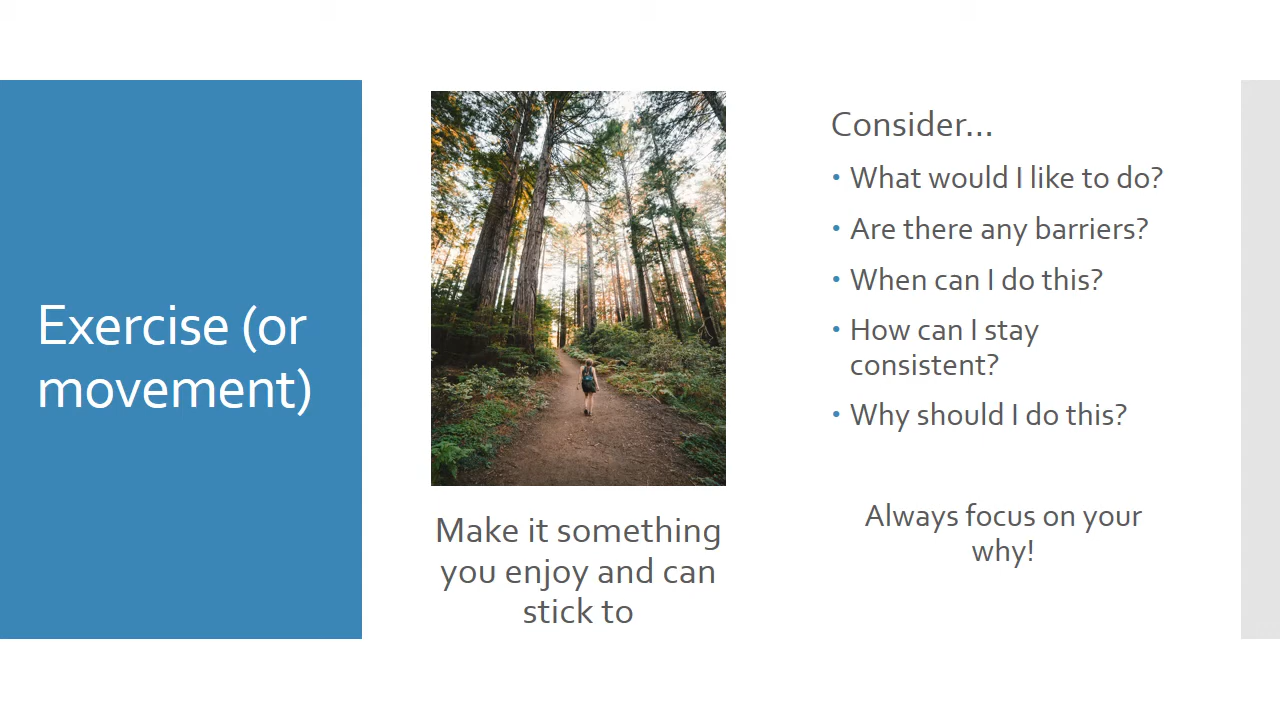 Exercise (or
movement)
Make it something
you enjoy and can
stick to
Consider...
• What would I like to do?
• Are there any barriers?
• When can I do this?
• How can I stay
consistent?
• Why should I do this?
Always focus on your
why!